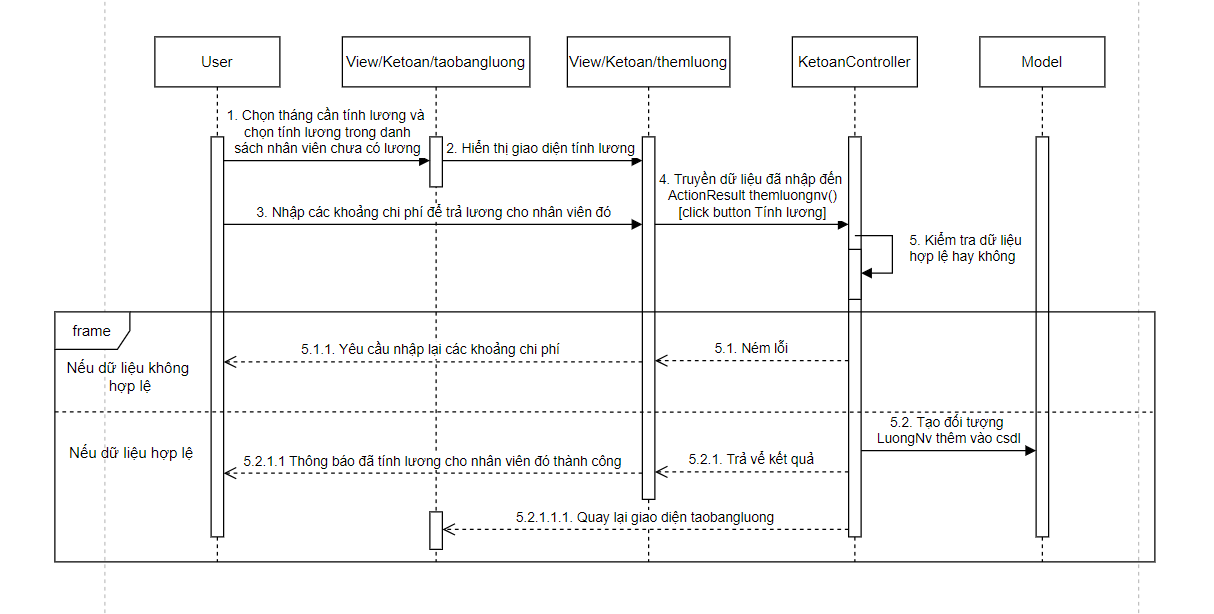 User
View/Ketoan/taobangluong
View/Ketoan/themluong
KetoanController
Model
1. Chọn tháng cần tính lương và
chọn tính lương trong danh
sách nhân viên chưa có lương
2. Hiển thị giao diện tính lương
3. Nhập các khoảng chi phí để trả lương cho nhân viên đó
4. Truyền dữ liệu đã nhập đến
ActionResult themluongnv()
[click button Tính lương]
5. Kiểm tra dữ liệu
hợp lệ hay không
frame
Nếu dữ liệu không
hợp lệ
5.1.1. Yêu cầu nhập lại các khoảng chi phí
5.1. Ném lỗi
Nếu dữ liệu hợp lệ
5.2. Tạo đối tượng
LuongNv thêm vào csdl
5.2.1.1 Thông báo đã tính lương cho nhân viên đó thành công
5.2.1. Trả về kết quả
5.2.1.1.1. Quay lại giao diện taobangluong